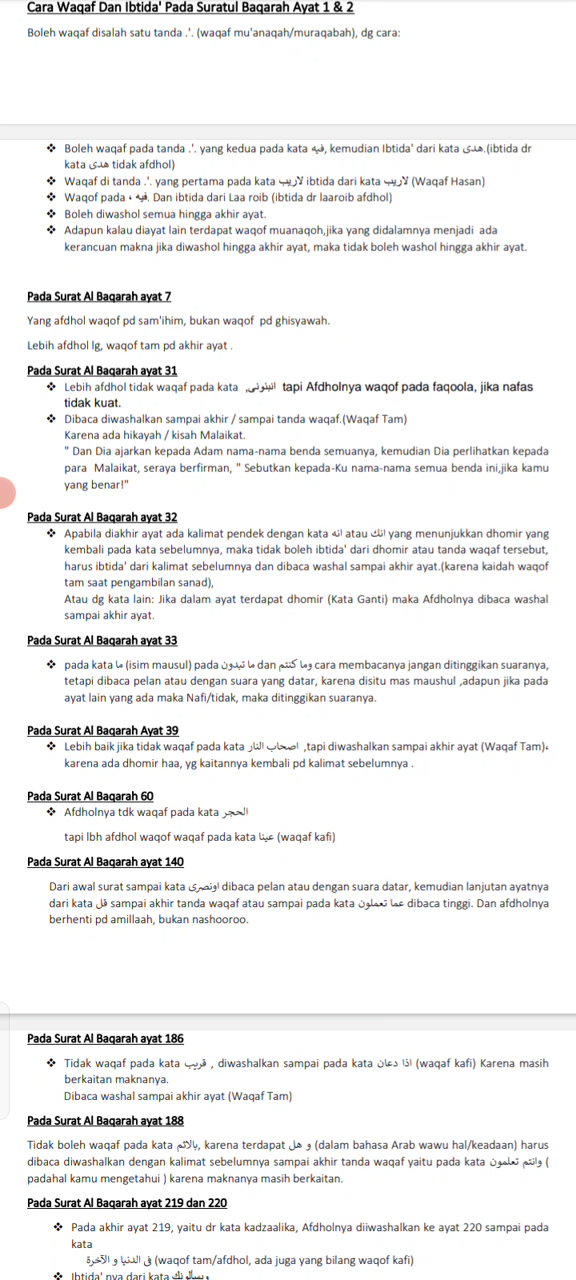 Cara Waqaf Dan Ibtida' Pada Suratul Baqarah Ayat 1 & 2
Boleh waqaf disalah satu tanda .'. (waqaf mu'anaqah/muraqabah), dg cara:
❖ Boleh waqaf pada tanda .'. yang kedua pada kata فيه, kemudian Ibtida' dari kata هدى.(ibtida dr
kata هدى tidak afdhol)
❖ Waqaf di tanda .'. yang pertama pada kata لاريب ibtida dari kata لاريب (Waqaf Hasan)
❖ Waqof pada فيه. Dan ibtida dari Laa roib (ibtida dr laaroib afdhol)
❖ Boleh diwashol semua hingga akhir ayat.
❖ Adapun kalau diayat lain terdapat waqof muanaqoh,jika yang didalamnya menjadi ada
kerancuan makna jika diwashol hingga akhir ayat, maka tidak boleh washol hingga akhir ayat.
Pada Surat Al Baqarah ayat 7
Yang afdhol waqof pd sam'ihim, bukan waqof pd ghisyawah.
Lebih afdhol lg, waqof tam pd akhir ayat .
Pada Surat Al Baqarah ayat 31
❖ Lebih afdhol tidak waqaf pada kata انبئونى, tapi Afdholnya waqof pada faqoola, jika nafas
tidak kuat.
❖ Dibaca diwashalkan sampai akhir / sampai tanda waqaf.(Waqaf Tam)
Karena ada hikayah / kisah Malaikat.
" Dan Dia ajarkan kepada Adam nama-nama benda semuanya, kemudian Dia perlihatkan kepada
para Malaikat, seraya berfirman, " Sebutkan kepada-Ku nama-nama semua benda ini,jika kamu
yang benar!"
Pada Surat Al Baqarah ayat 32
❖ Apabila diakhir ayat ada kalimat pendek dengan kata انه atau انك yang menunjukkan dhomir yang
kembali pada kata sebelumnya, maka tidak boleh ibtida' dari dhomir atau tanda waqaf tersebut,
harus ibtida' dari kalimat sebelumnya dan dibaca washal sampai akhir ayat.(karena kaidah waqof
tam saat pengambilan sanad),
Atau dg kata lain: Jika dalam ayat terdapat dhomir (Kata Ganti) maka Afdholnya dibaca washal
sampai akhir ayat.
Pada Surat Al Baqarah ayat 33
❖ pada kata ما (isim mausul) pada ما تبدون dan وما كنتم cara membacanya jangan ditinggikan suaranya,
tetapi dibaca pelan atau dengan suara yang datar, karena disitu mas maushul ,adapun jika pada
ayat lain yang ada maka Nafi/tidak, maka ditinggikan suaranya.
Pada Surat Al Baqarah Ayat 39
❖ Lebih baik jika tidak waqaf pada kata اصحاب النار ,tapi diwashalkan sampai akhir ayat (Waqaf Tam)،
karena ada dhomir haa, yg kaitannya kembali pd kalimat sebelumnya .
Pada Surat Al Baqarah 60
❖ Afdholnya tdk waqaf pada kata الحجر
tapi lbh afdhol waqof waqaf pada kata عينا (waqaf kafi)
Pada Surat Al Baqarah ayat 140
Dari awal surat sampai kata اونصرى dibaca pelan atau dengan suara datar, kemudian lanjutan ayatnya
dari kata قل sampai akhir tanda waqaf atau sampai pada kata عما تعملون dibaca tinggi. Dan afdholnya
berhenti pd amillaah, bukan nashooroo.
Pada Surat Al Baqarah ayat 186
❖ Tidak waqaf pada kata قريب , diwashalkan sampai pada kata اذا دعان (waqaf kafi) Karena masih
berkaitan maknanya.
Dibaca washal sampai akhir ayat (Waqaf Tam)
Pada Surat Al Baqarah ayat 188
Tidak boleh waqaf pada kata بالاثم, karena terdapat و هل (dalam bahasa Arab wawu hal/keadaan) harus
dibaca diwashalkan dengan kalimat sebelumnya sampai akhir tanda waqaf yaitu pada kata وانتم تعلمون (
padahal kamu mengetahui ) karena maknanya masih berkaitan.
Pada Surat Al Baqarah ayat 219 dan 220
❖ Pada akhir ayat 219, yaitu dr kata kadzaalika, Afdholnya diiwashalkan ke ayat 220 sampai pada
kata
في الدنيا و الآخرة (waqof tam/afdhol, ada juga yang bilang waqof kafi)
❖ Ibtida' nya dari kata ويسألونك